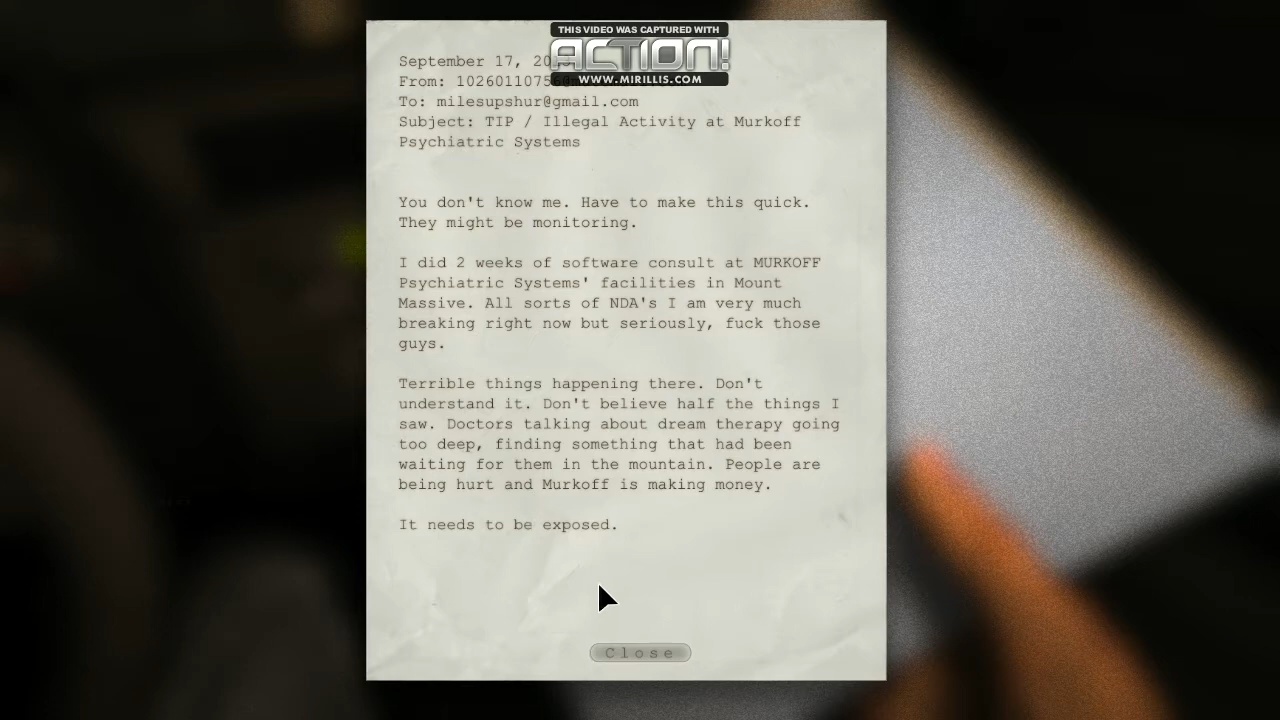 THIS VIDEO WAS CAPTURED WITH
ACTION!
WWW.MIRILLIS.COM
September 17,
From:
To: milesupshur@gmail.com
Subject: TIP / Illegal Activity at Murkoff
Psychiatric Systems
You don't know me. Have to make this quick.
They might be monitoring.
I did 2 weeks of software consult at MURKOFF
Psychiatric Systems' facilities in Mount
Massive. All sorts of NDA's I am very much
breaking right now but seriously, fuck those
guys.
Terrible things happening there. Don't
understand it. Don't believe half the things I
saw. Doctors talking about dream therapy going
too deep, finding something that had been
waiting for them in the mountain. People are
being hurt and Murkoff is making money.
It needs to be exposed.
Close